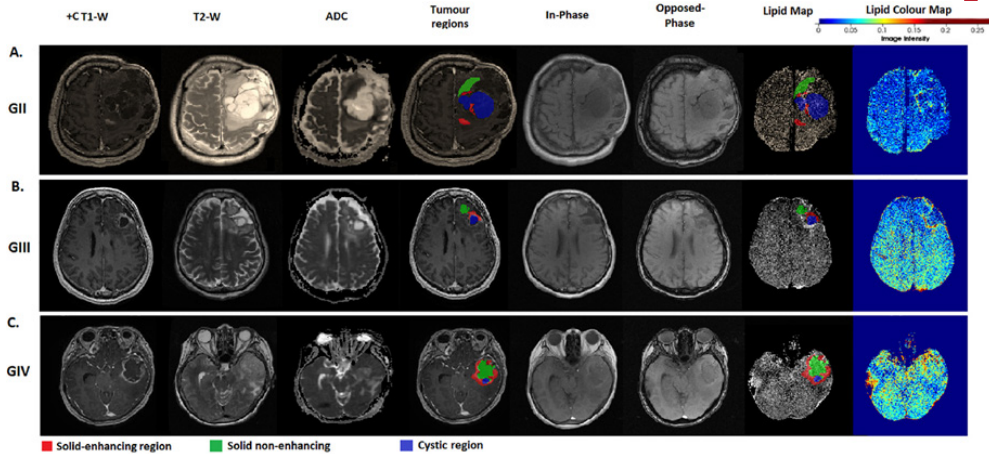 +C T1-W T2-W ADC Tumour regions In-Phase Opposed-Phase Lipid Map Lipid Colour Map
0 0.05 0.1 0.15 0.2 0.25
Image Intensity
A.
GII
B.
GIII
C.
GIV
Solid-enhancing region Solid non-enhancing Cystic region